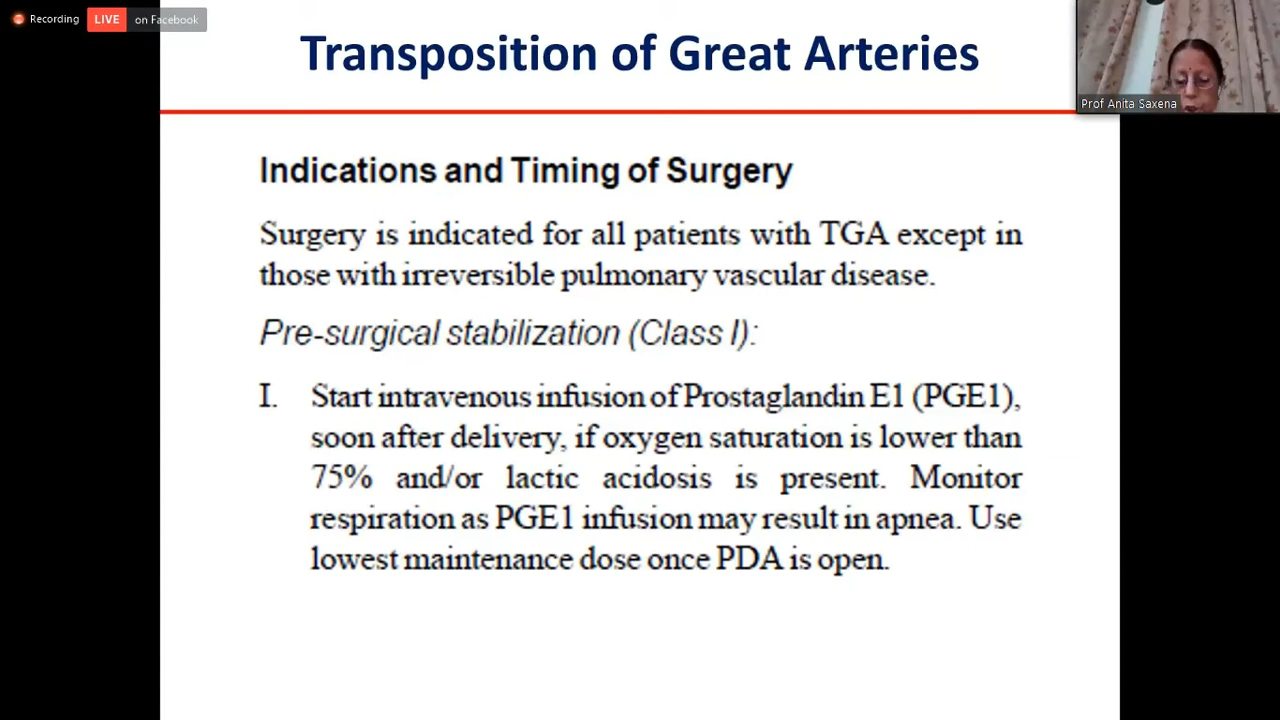 Recording LIVE on Facebook
Transposition of Great Arteries
Prof Anita Saxena
Indications and Timing of Surgery
Surgery is indicated for all patients with TGA except in
those with irreversible pulmonary vascular disease.
Pre-surgical stabilization (Class I):
I. Start intravenous infusion of Prostaglandin E1 (PGE1),
soon after delivery, if oxygen saturation is lower than
75% and/or lactic acidosis is present. Monitor
respiration as PGE1 infusion may result in apnea. Use
lowest maintenance dose once PDA is open.